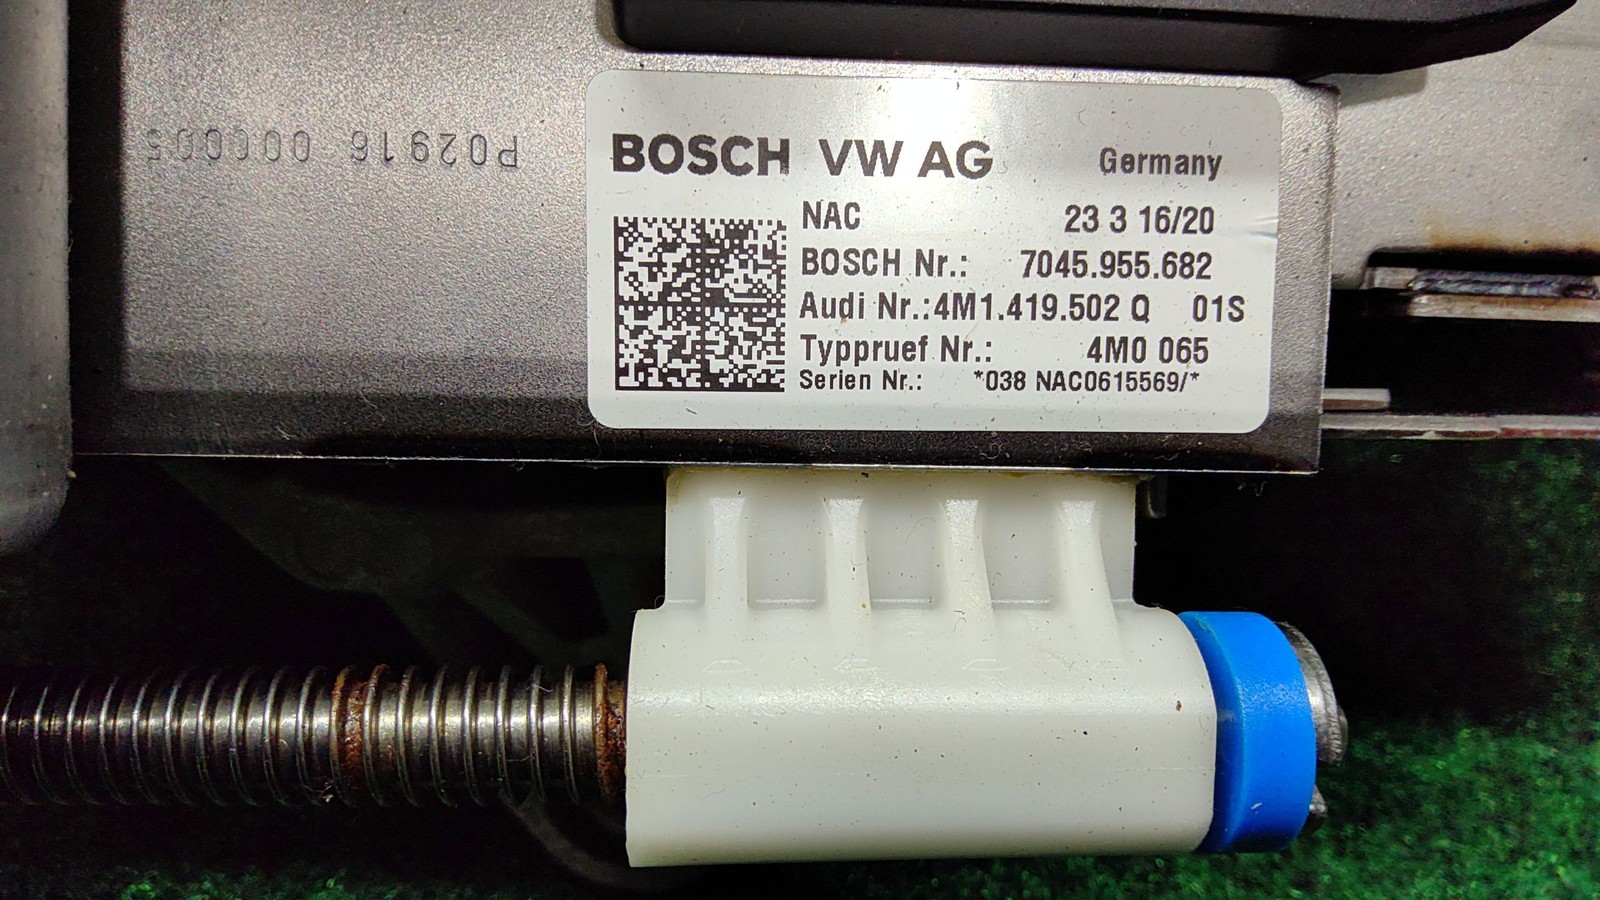 P02916 000005
BOSCH VW AG Germany
NAC 23 3 16/20
BOSCH Nr.: 7045.955.682
Audi Nr.:4M1.419.502 Q 01S
Typpruef Nr.: 4M0 065
Serien Nr.: *038 NAC0615569/*